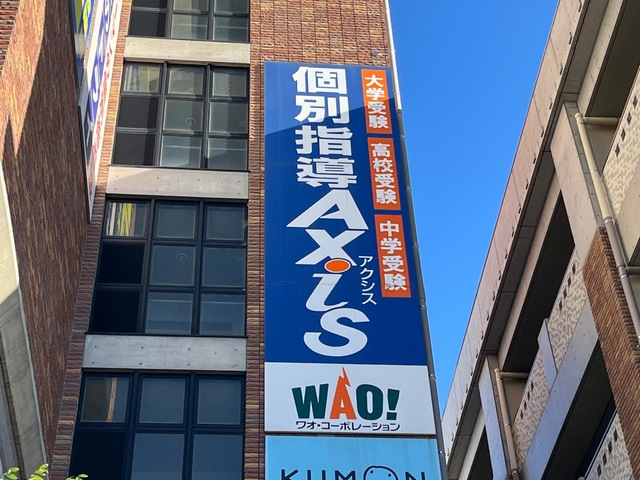 個別指導
AXiS
アクシス
大学受験
高校受験
中学受験
WAO!
ワオ・コーポレーション
KUMON